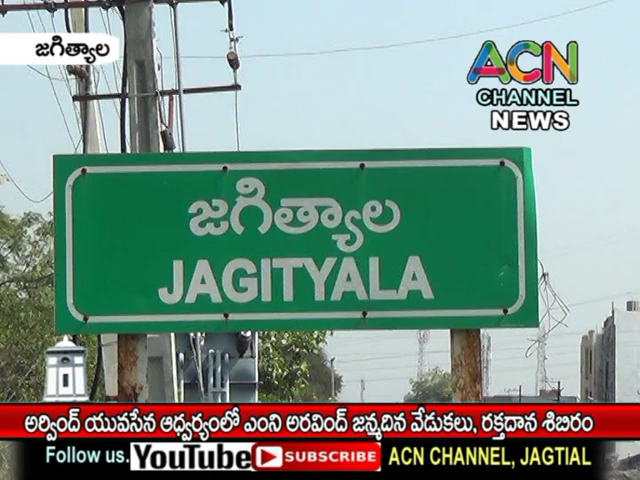 జగిత్యాల
ACN
CHANNEL
NEWS
జగిత్యాల
JAGITYALA
అర్వింద్ యువసేన ఆధ్వర్యంలో ఎంని అరవింద్ జన్మదిన వేడుకలు, రక్తదాన శిబిరం
Follow us. YouTube SUBSCRIBE ACN CHANNEL, JAGTIAL